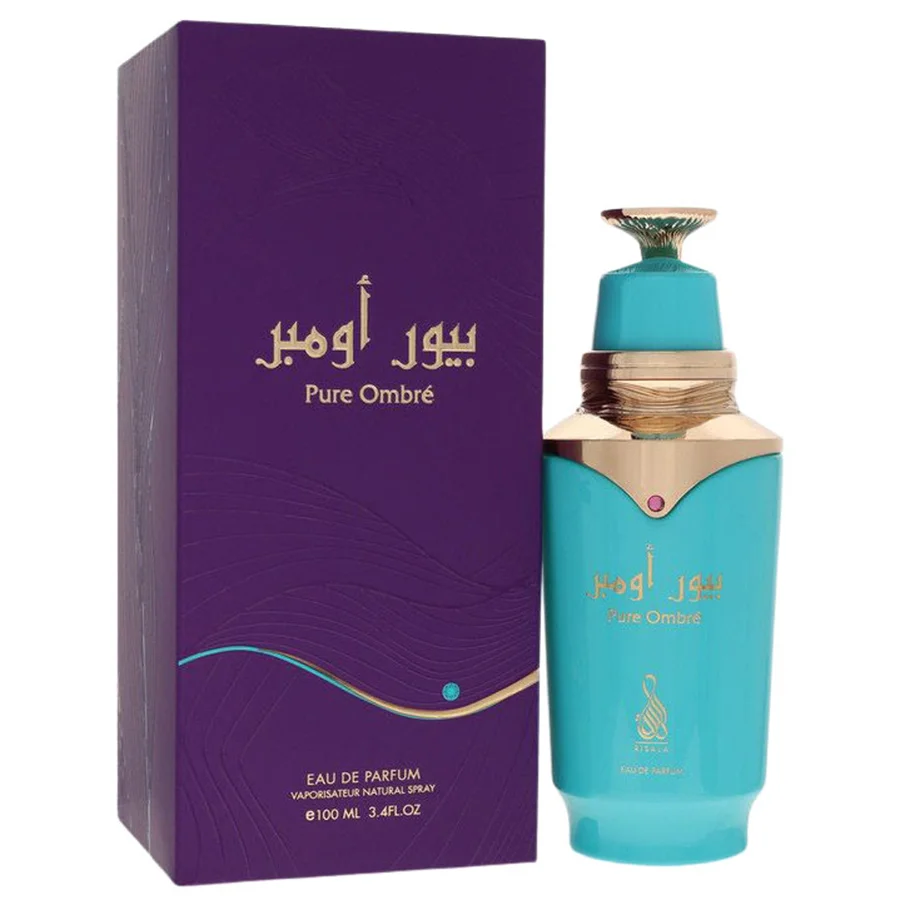 بيور أومبر
Pure Ombré
EAU DE PARFUM
VAPORISATEUR NATURAL SPRAY
e100 ML 3.4FL.OZ
بيور أومبر
Pure Ombré
RISALA
EAU DE PARFUM